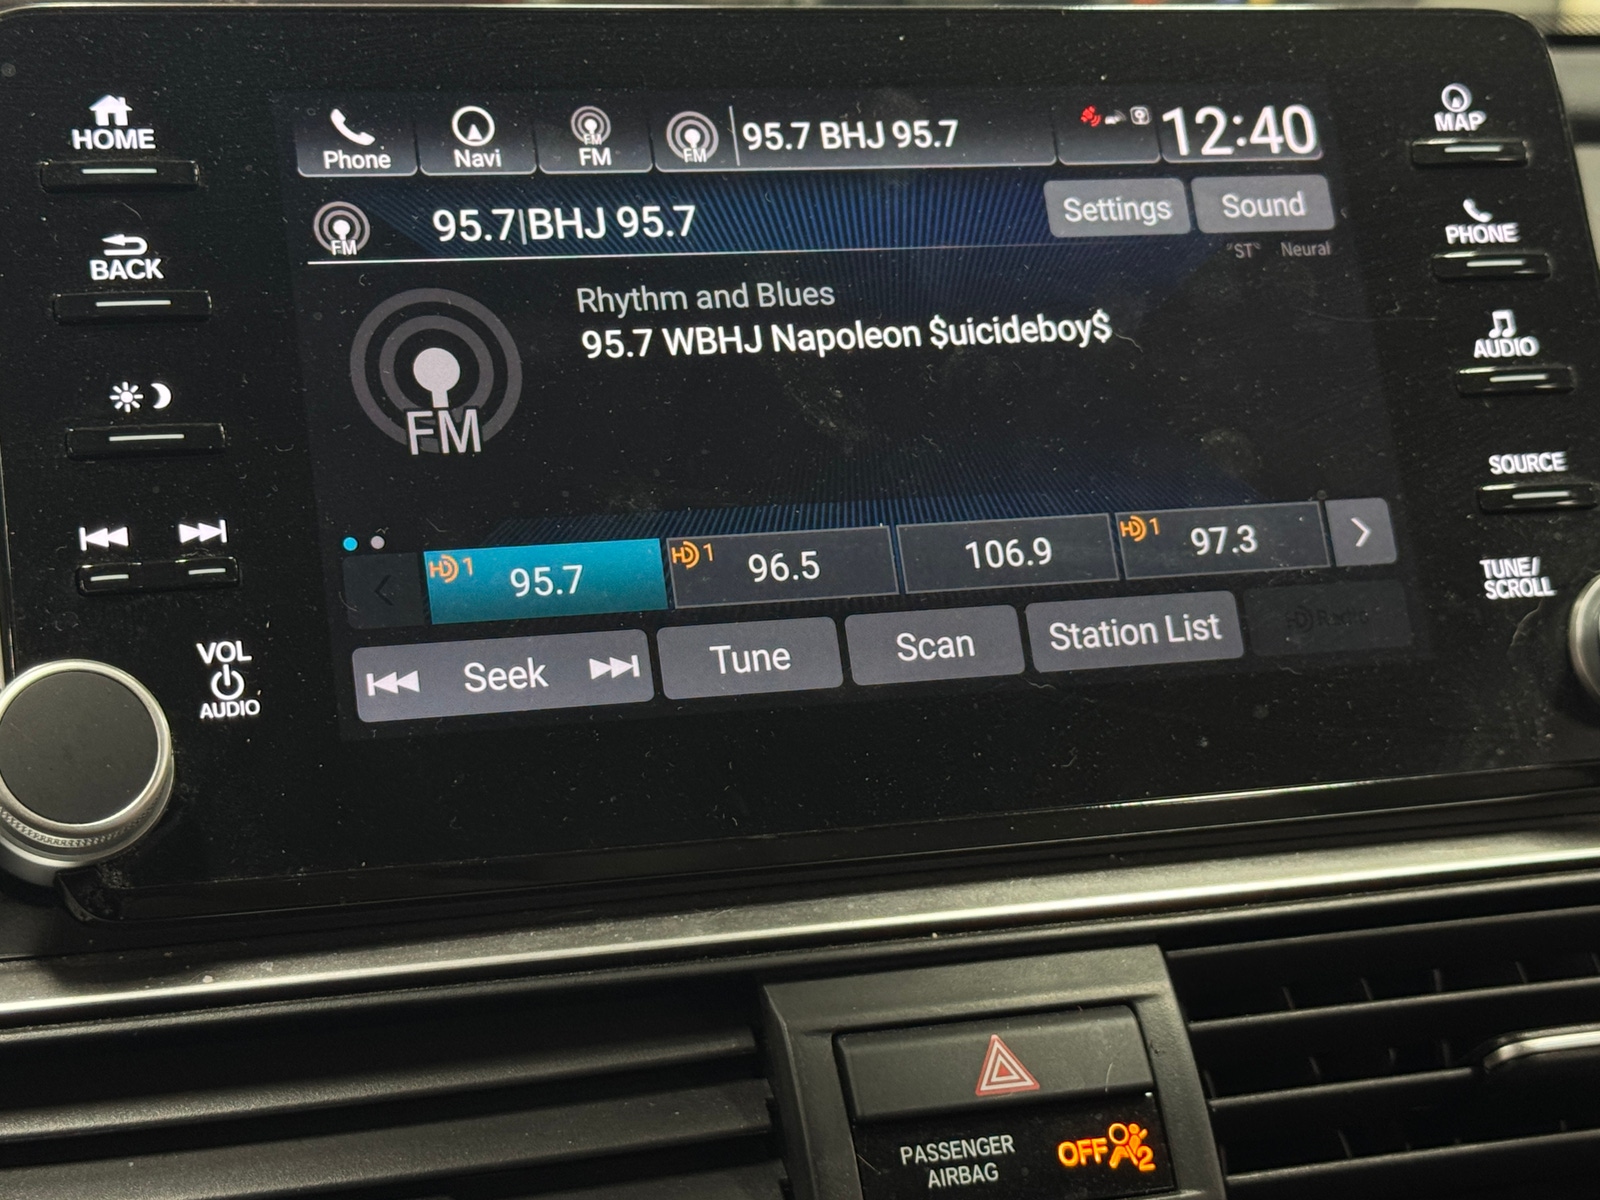 HOME
BACK
VOL
AUDIO
Phone
Navi
FM
FM
95.7 BHJ 95.7
12:40
FM
95.7|BHJ 95.7
Settings
Sound
"ST"
Neural
FM
Rhythm and Blues
95.7 WBHJ Napoleon $uicideboy$
HD 1 95.7
HD 1 96.5
106.9
HD 1 97.3
Seek
Tune
Scan
Station List
HD Radio
MAP
PHONE
AUDIO
SOURCE
TUNE/
SCROLL
PASSENGER
AIRBAG
OFF
2